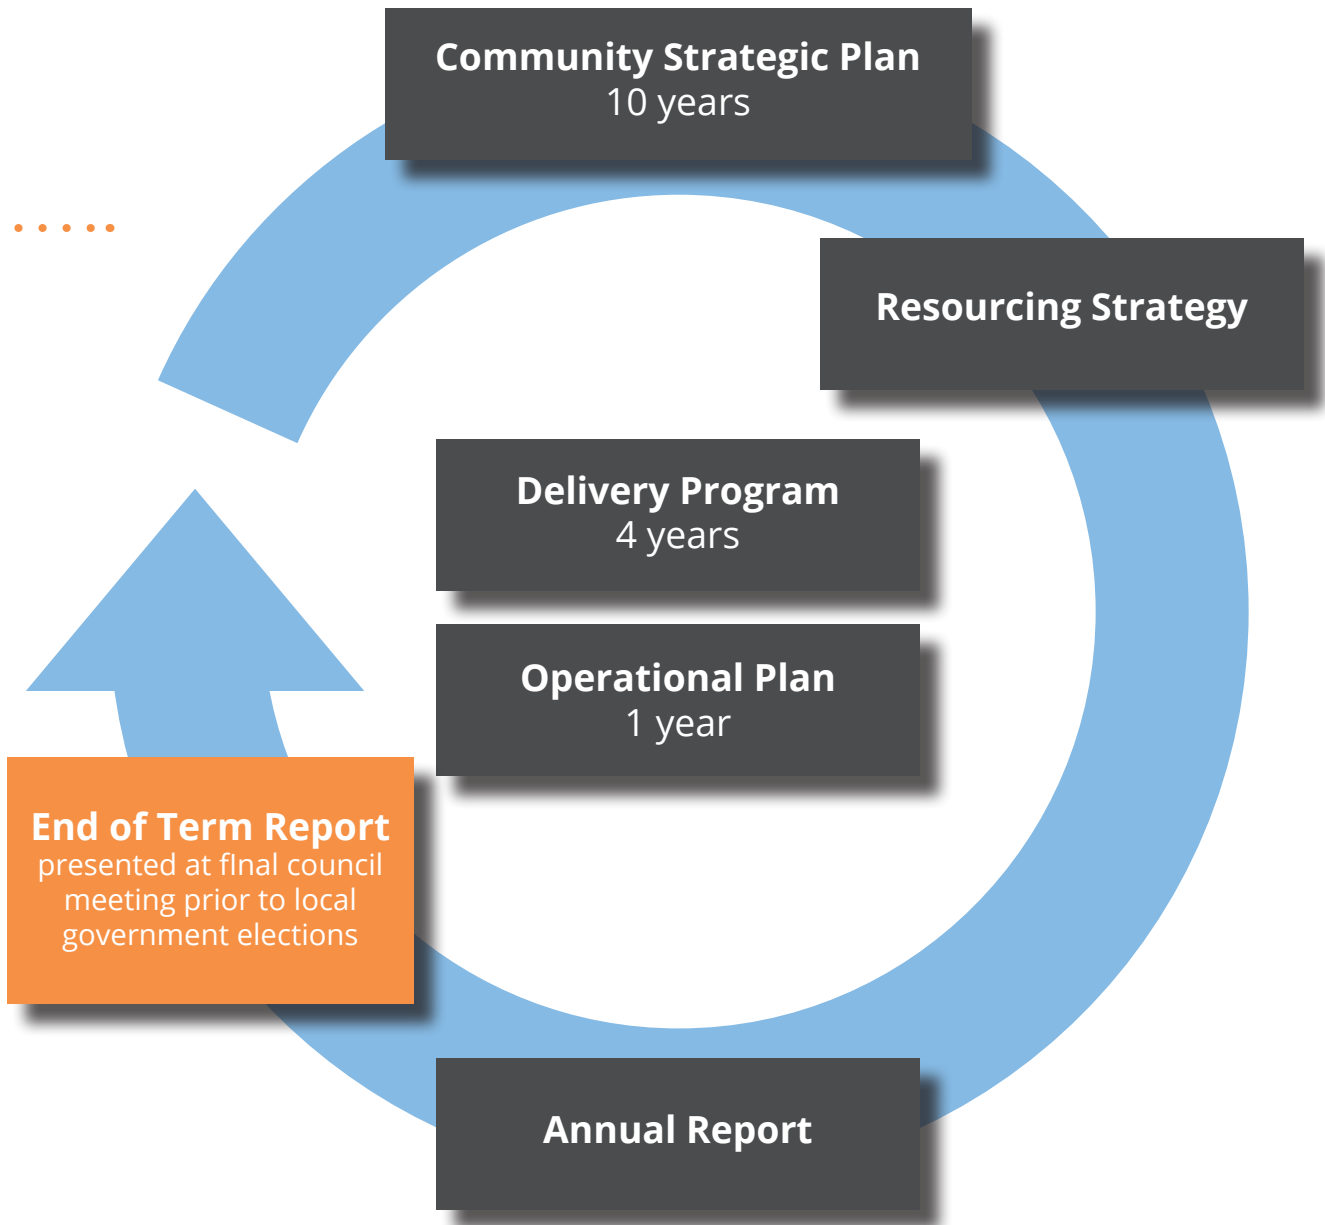 Community Strategic Plan
10 years
Resourcing Strategy
Delivery Program
4 years
Operational Plan
1 year
End of Term Report
presented at fInal council
meeting prior to local
government elections
Annual Report